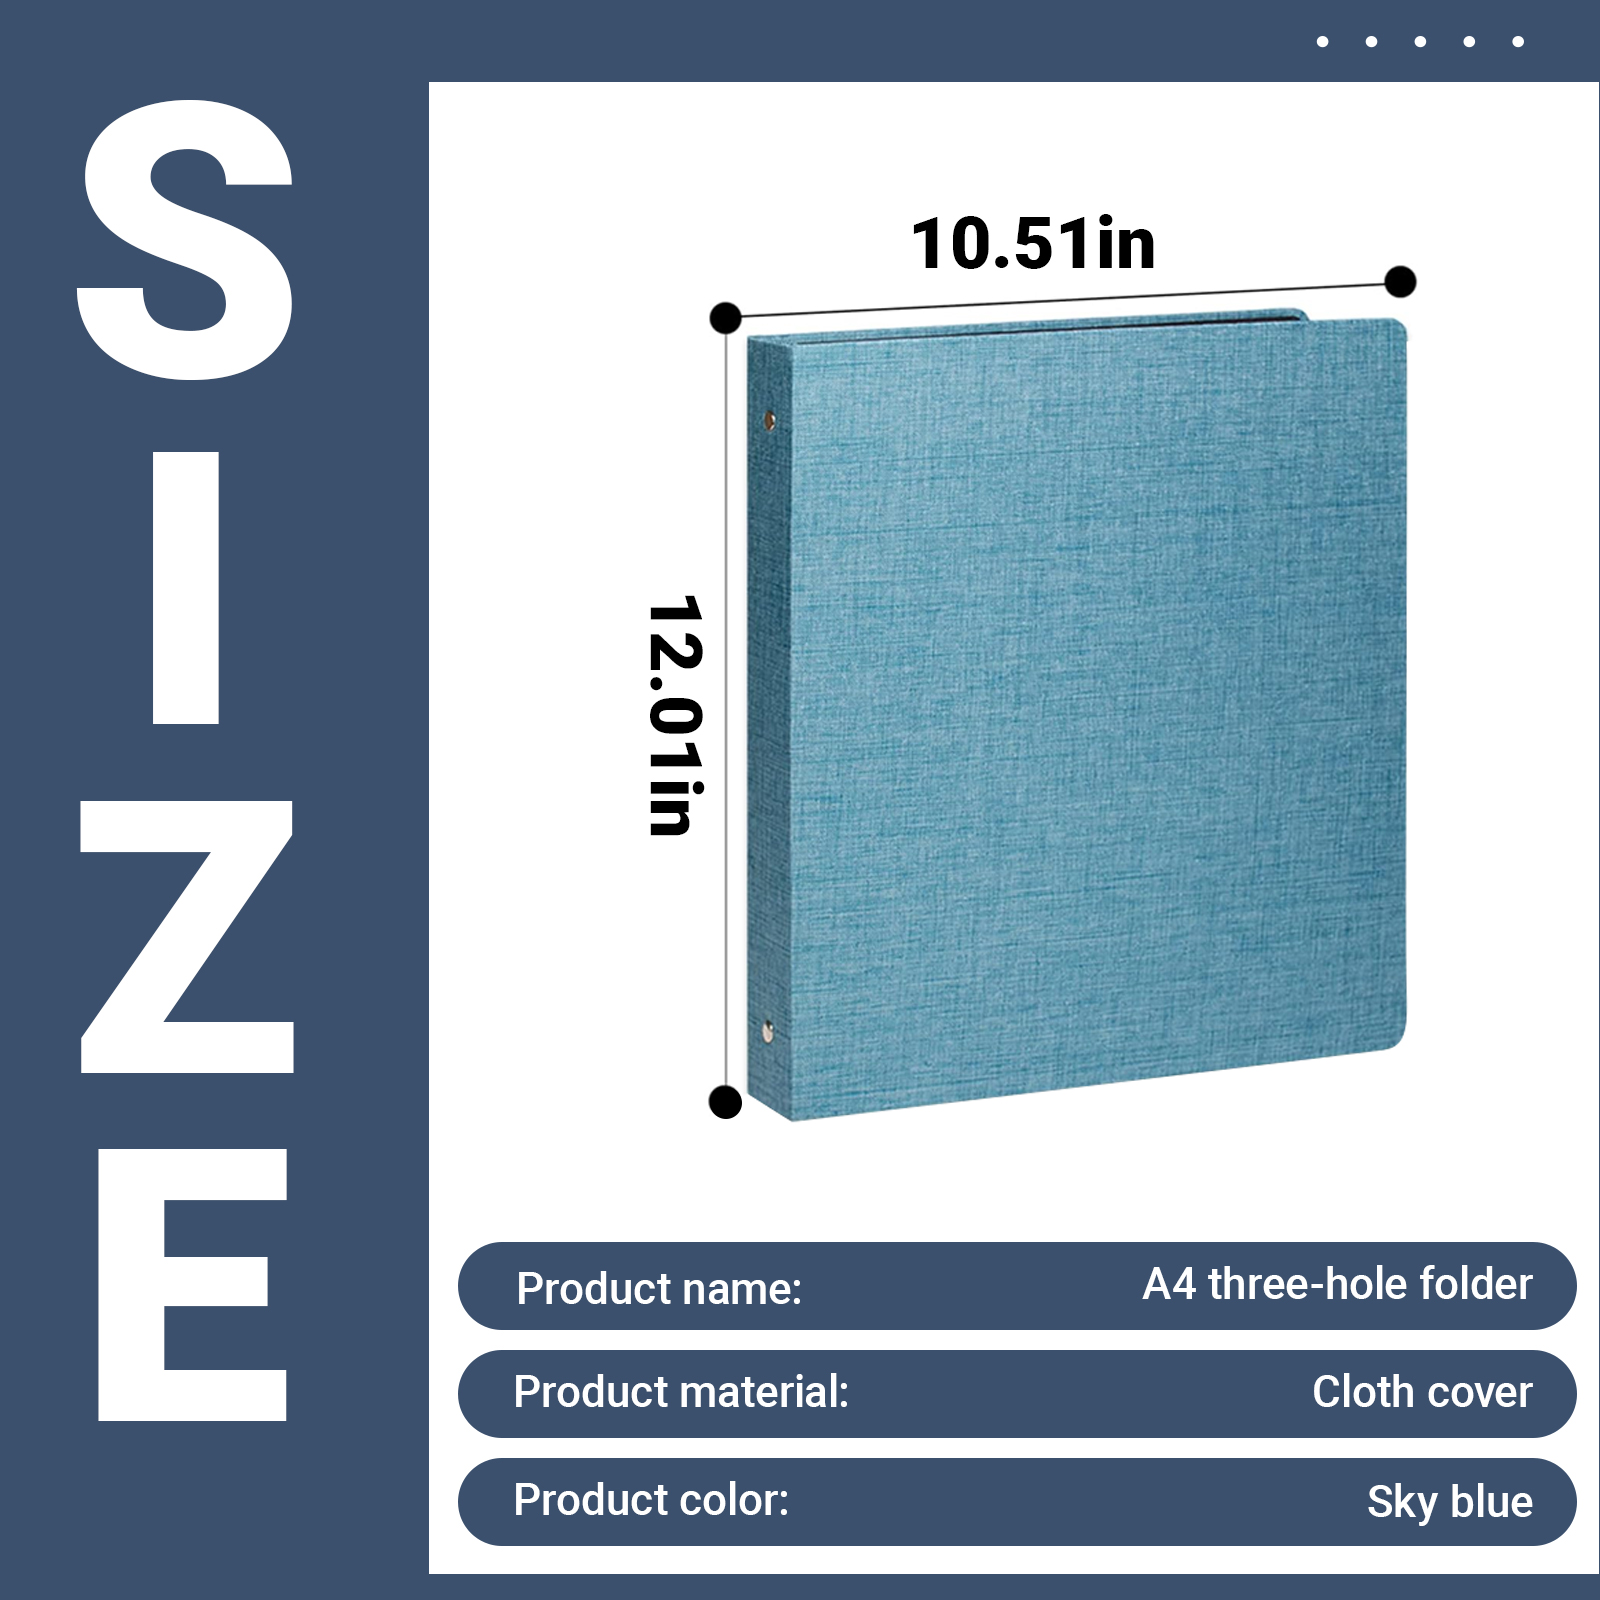 SIZE
10.51in
12.01in
Product name: A4 three-hole folder
Product material: Cloth cover
Product color: Sky blue